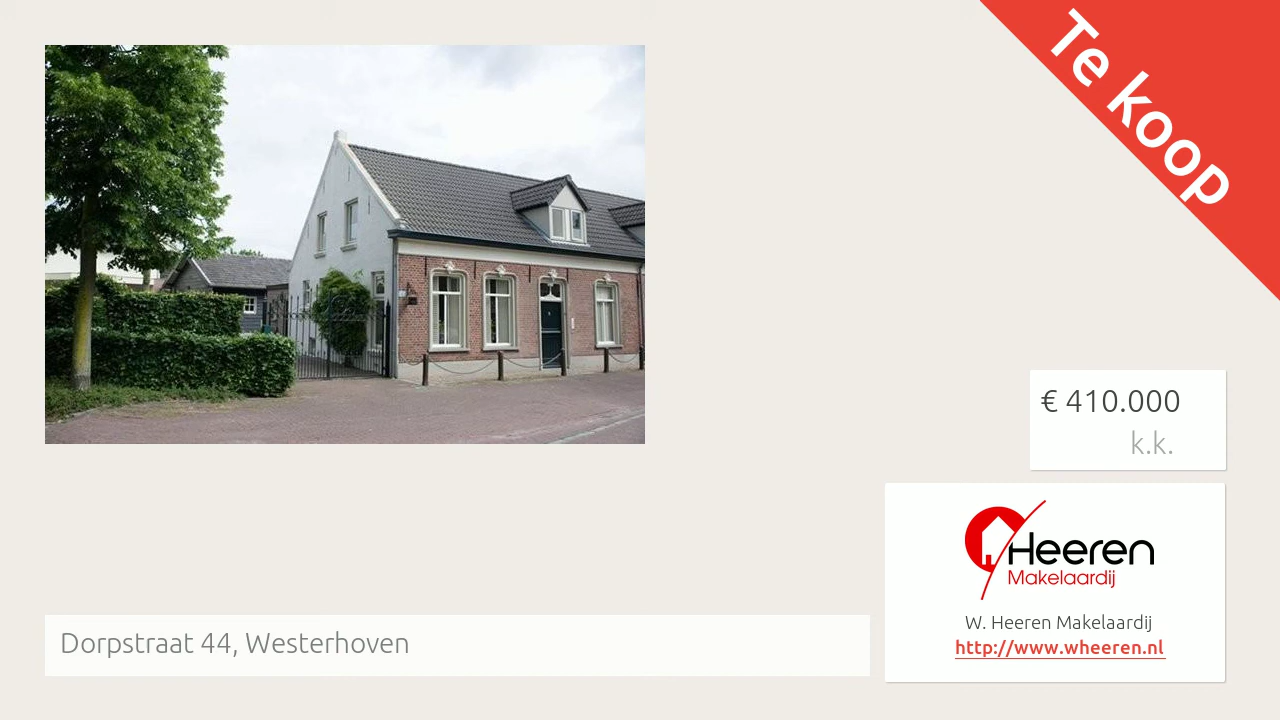 Te koop
€ 410.000
k.k.
Heeren
Makelaardij
W. Heeren Makelaardij
http://www.wheeren.nl
Dorpstraat 44, Westerhoven